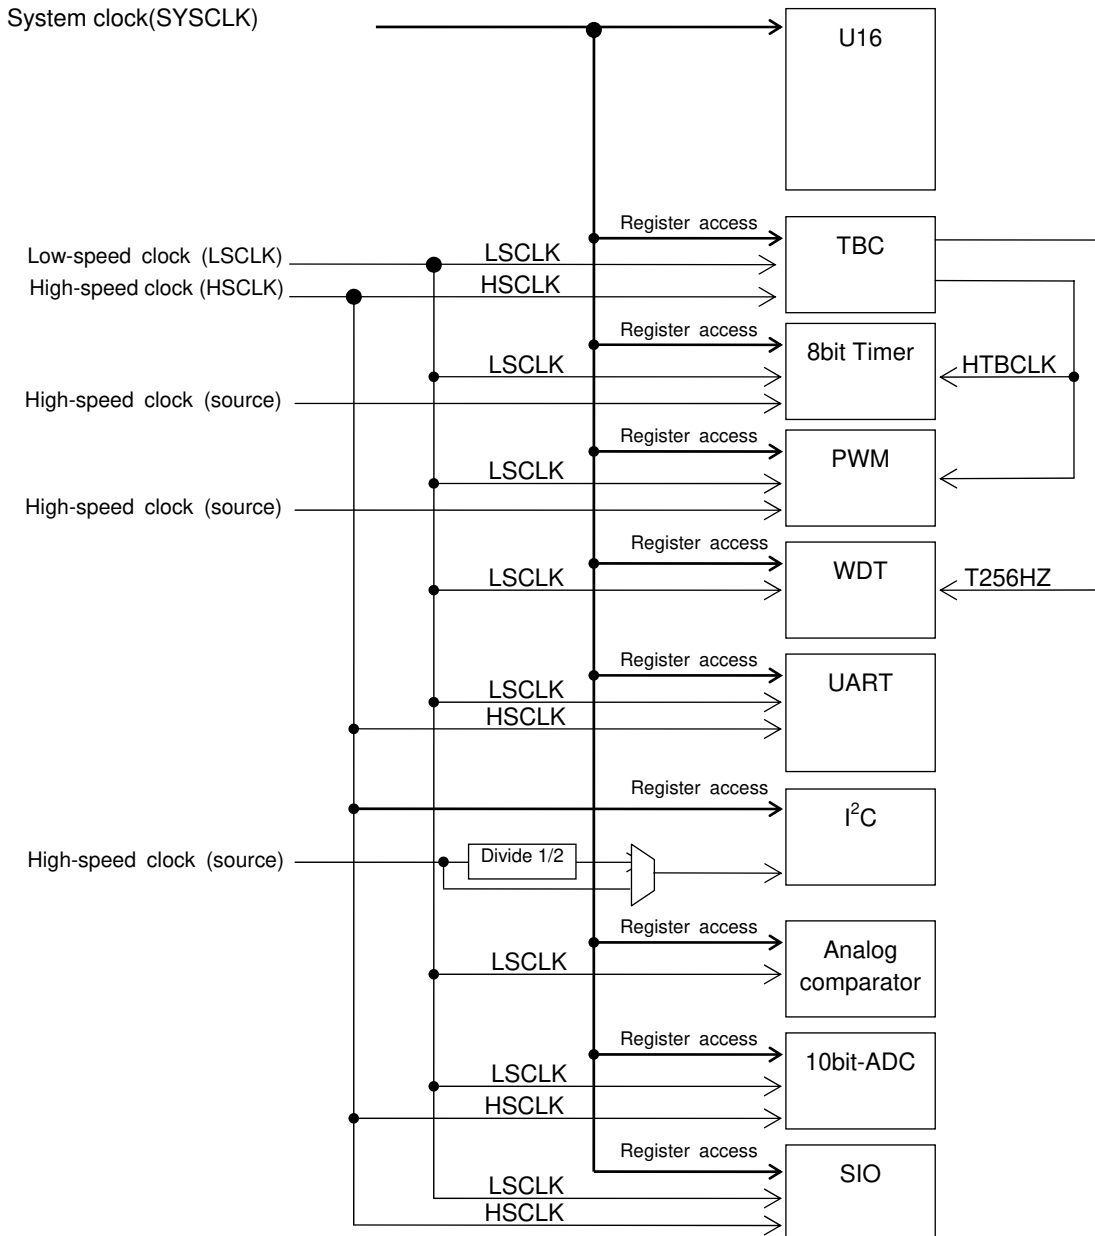 System clock(SYSCLK)
U16
Register access
TBC
Low-speed clock (LSCLK)
LSCLK
High-speed clock (HSCLK)
HSCLK
Register access
8bit Timer
LSCLK
HTBCLK
High-speed clock (source)
Register access
PWM
LSCLK
High-speed clock (source)
Register access
WDT
LSCLK
T256HZ
Register access
UART
LSCLK
HSCLK
Register access
I²C
High-speed clock (source)
Divide 1/2
Register access
Analog
comparator
LSCLK
Register access
10bit-ADC
LSCLK
HSCLK
Register access
SIO
LSCLK
HSCLK